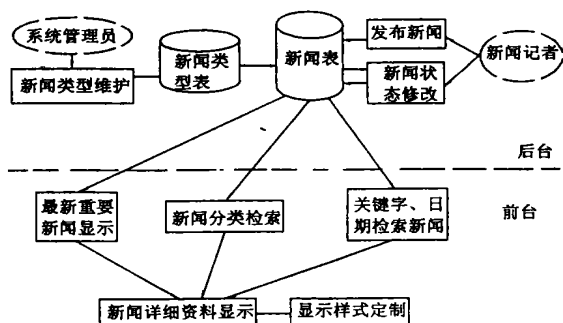 系统管理员
新闻类型维护
新闻类
型表
新闻表
发布新闻
新闻状
态修改
新闻记者
后台
最新重要
新闻显示
新闻分类检索
关键字、日
期检索新闻
前台
新闻详细资料显示
显示样式定制